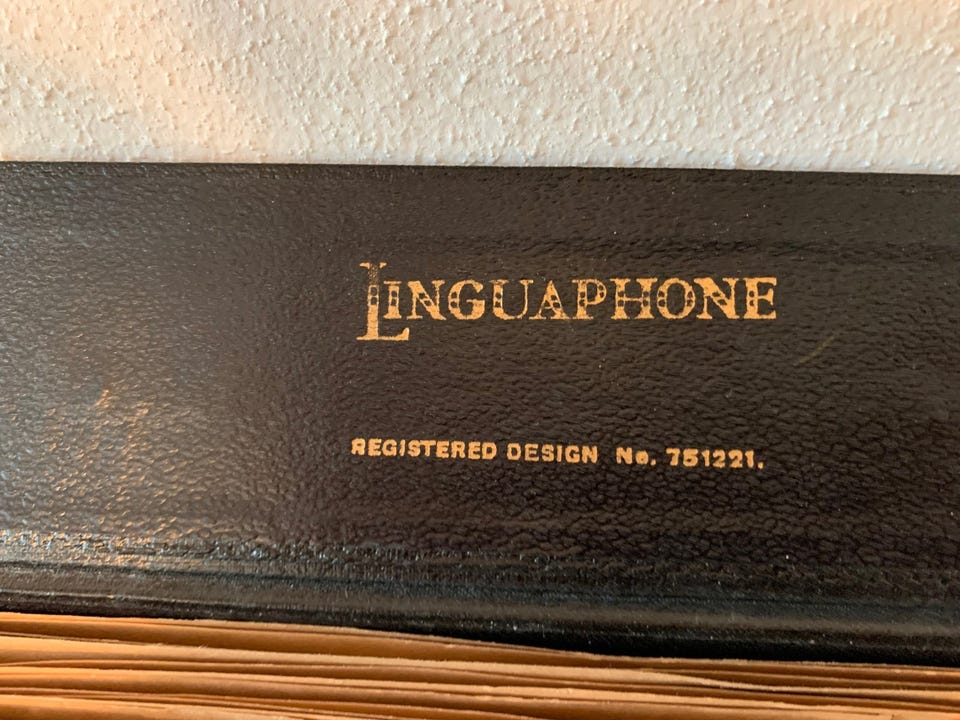 LINGUAPHONE
REGISTERED DESIGN No. 751221.